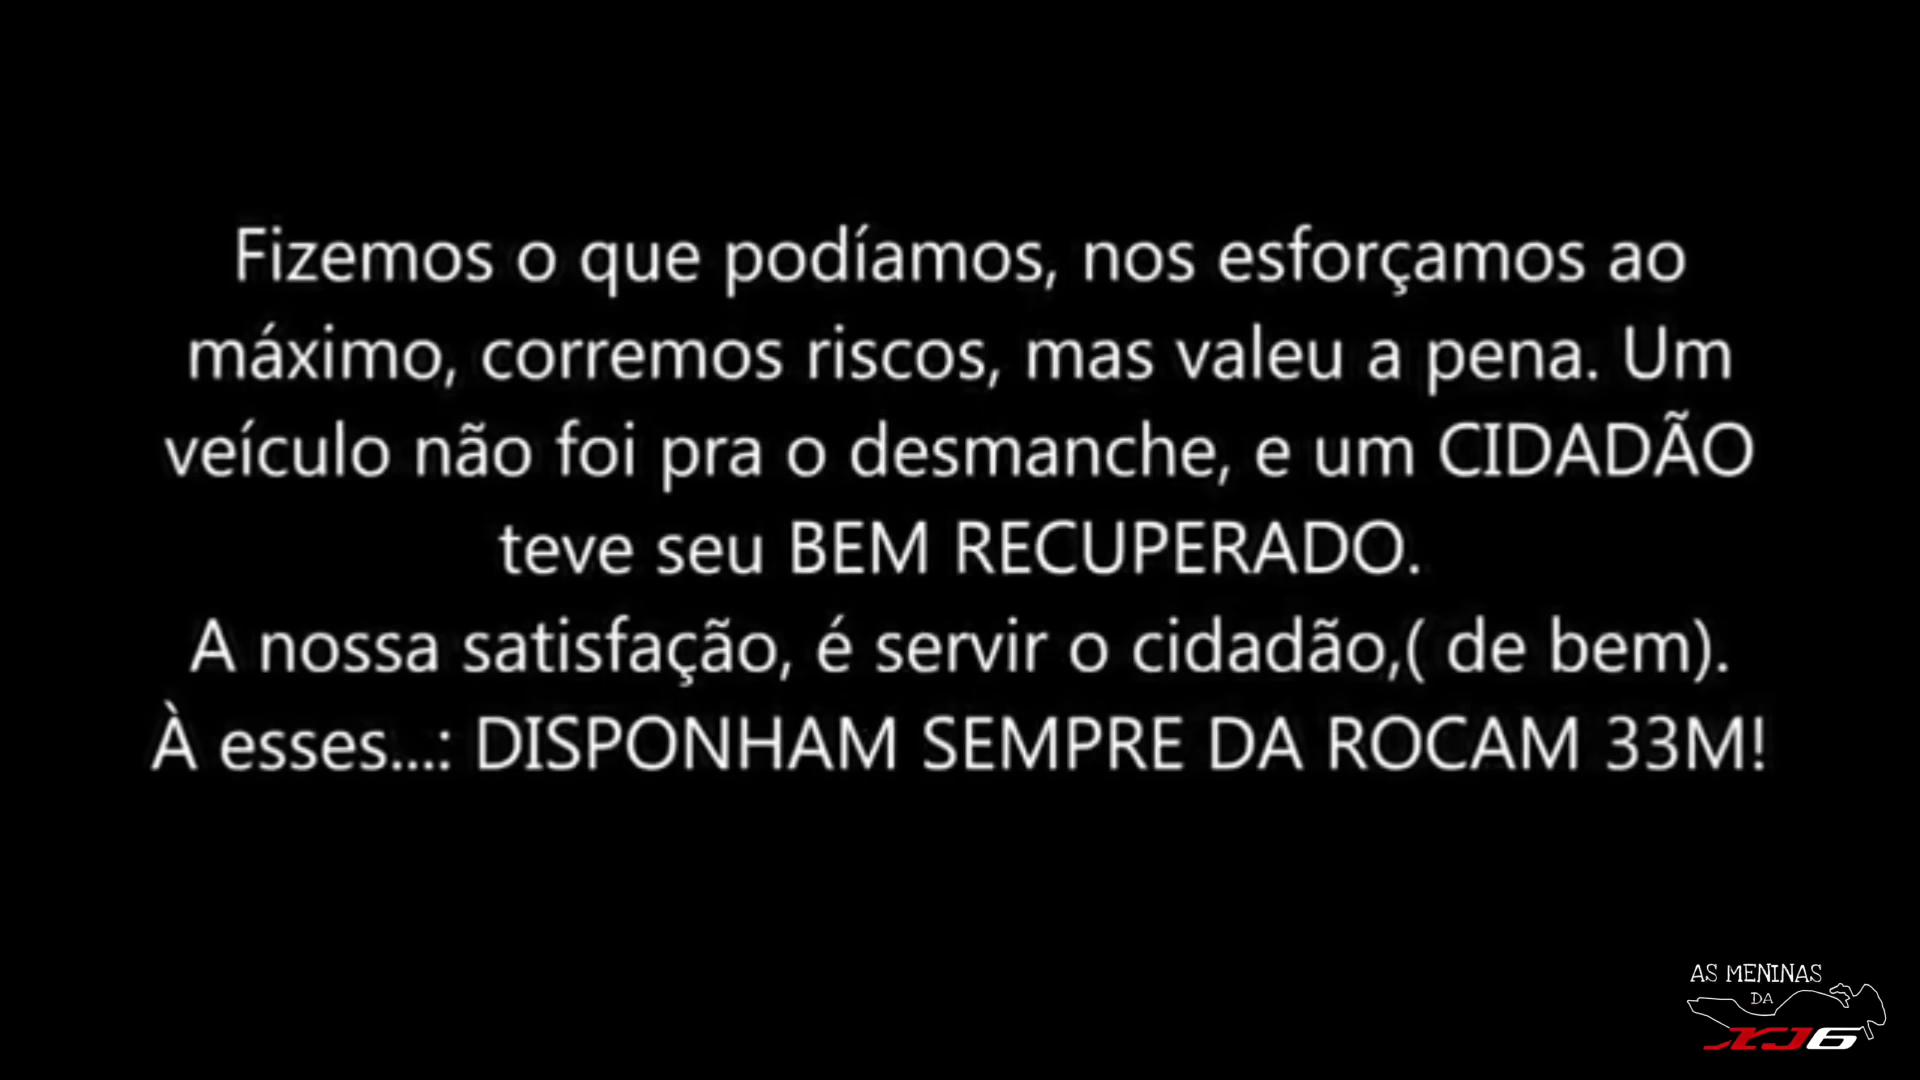 Fizemos o que podíamos, nos esforçamos ao
máximo, corremos riscos, mas valeu a pena. Um
veículo não foi pra o desmanche, e um CIDADÃO
teve seu BEM RECUPERADO.
A nossa satisfação, é servir o cidadão,( de bem).
À esses...: DISPONHAM SEMPRE DA ROCAM 33M!
AS MENINAS
DA
XJ6